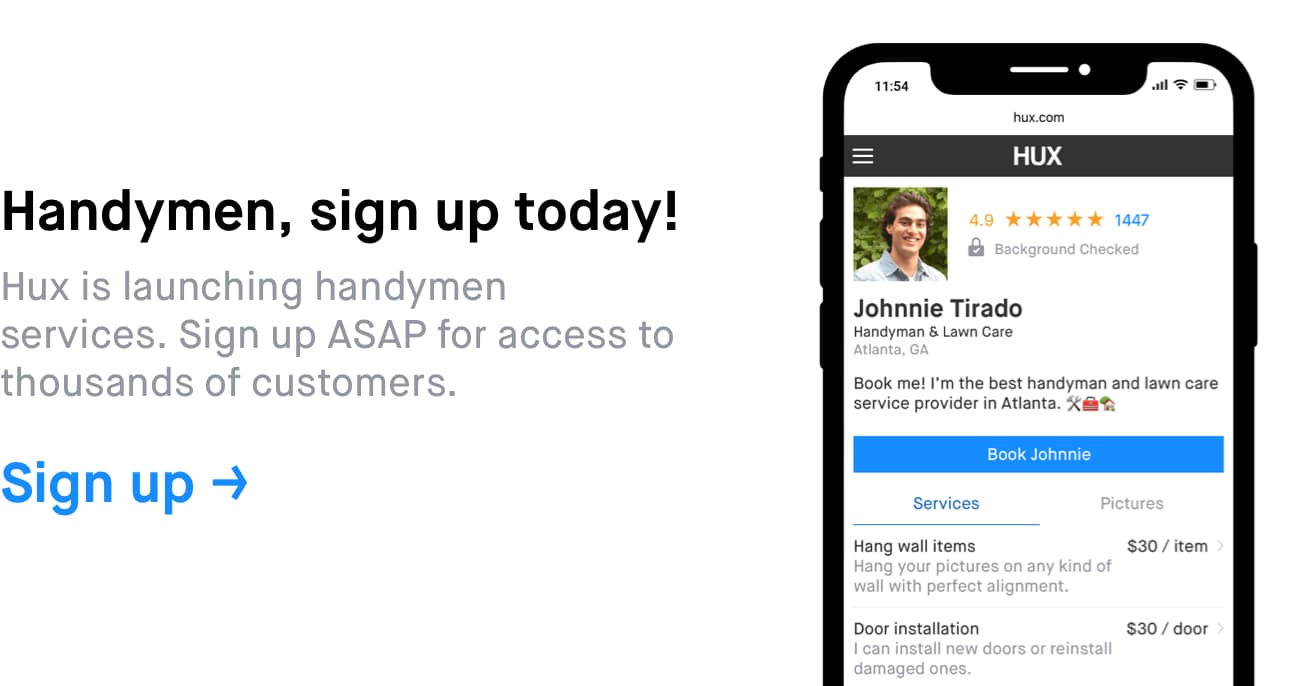 Handymen, sign up today!
Hux is launching handymen
services. Sign up ASAP for access to
thousands of customers.
Sign up →
11:54
hux.com
HUX
4.9 ★★★★★ 1447
Background Checked
Johnnie Tirado
Handyman & Lawn Care
Atlanta, GA
Book me! I'm the best handyman and lawn care
service provider in Atlanta. 🛠️🧰🏡
Book Johnnie
Services Pictures
Hang wall items $30 / item
Hang your pictures on any kind of
wall with perfect alignment.
Door installation $30 / door
I can install new doors or reinstall
damaged ones.